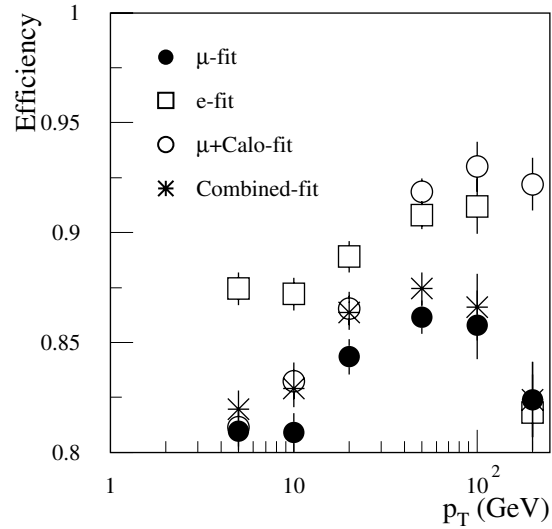 Efficiency
1
0.95
0.9
0.85
0.8
μ-fit
e-fit
μ+Calo-fit
Combined-fit
1
10
10²
p_T (GeV)